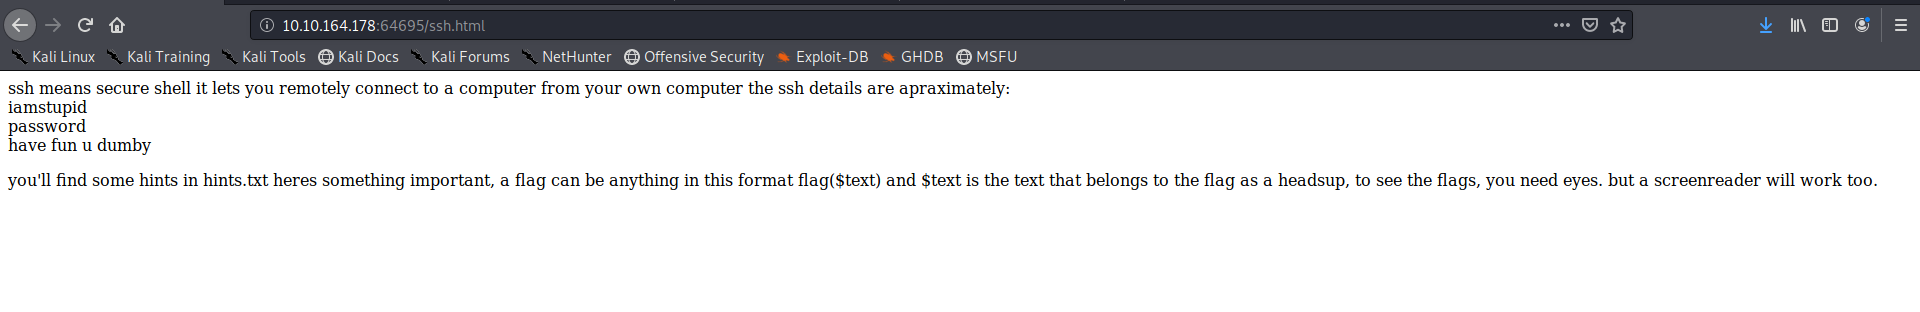 10.10.164.178:64695/ssh.html
Kali Linux Kali Training Kali Tools Kali Docs Kali Forums NetHunter Offensive Security Exploit-DB GHDB MSFU
ssh means secure shell it lets you remotely connect to a computer from your own computer the ssh details are apraximately:
iamstupid
password
have fun u dumby
you'll find some hints in hints.txt heres something important, a flag can be anything in this format flag($text) and $text is the text that belongs to the flag as a headsup, to see the flags, you need eyes. but a screenreader will work too.